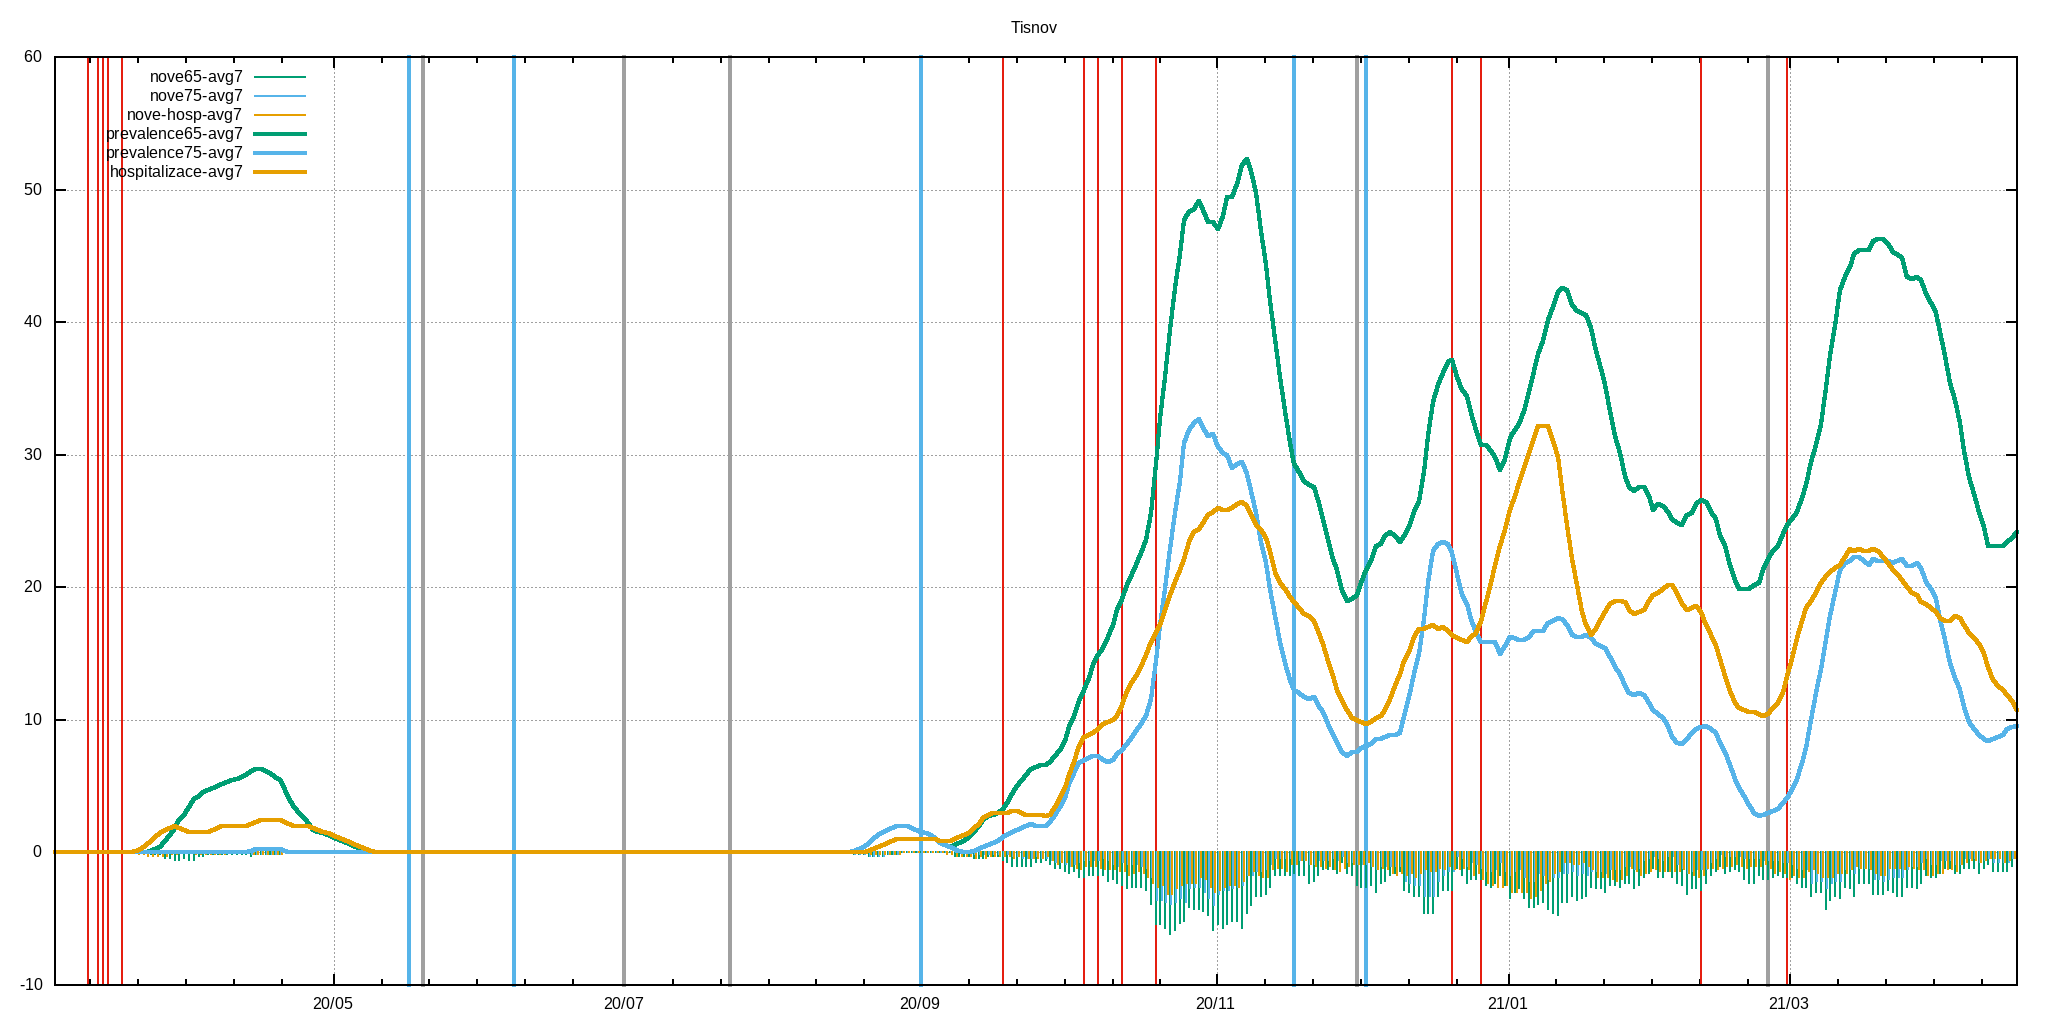 Tisnov
60
50
40
30
20
10
0
-10
nove65-avg7
nove75-avg7
nove-hosp-avg7
prevalence65-avg7
prevalence75-avg7
hospitalizace-avg7
20/05 20/07 20/09 20/11 21/01 21/03